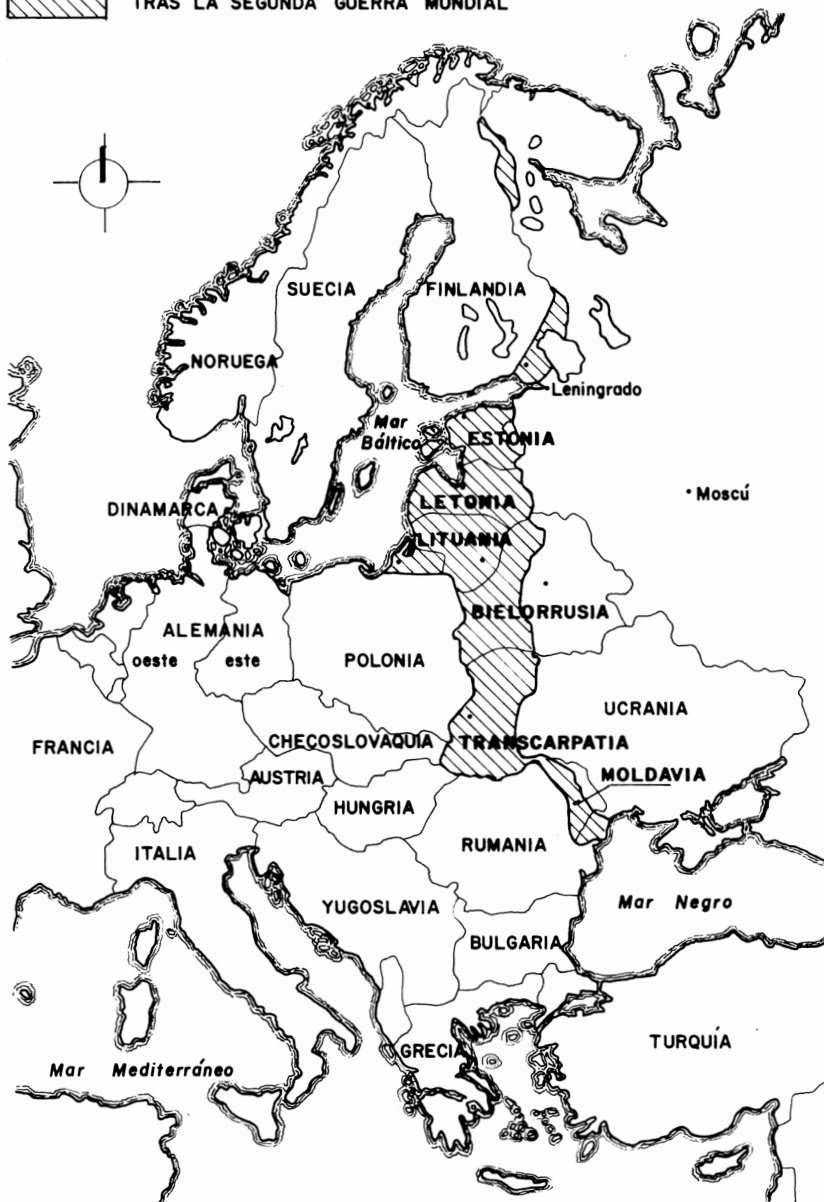 TRAS LA SEGUNDA GUERRA MUNDIAL
SUECIA
FINLANDIA
NORUEGA
Leningrado
Mar
Báltico
ESTONIA
DINAMARCA
LETONIA
Moscú
LITUANIA
BIELORRUSIA
ALEMANIA
oeste
este
POLONIA
UCRANIA
FRANCIA
CHECOSLOVAQUIA
TRANSCARPATIA
AUSTRIA
MOLDAVIA
HUNGRIA
ITALIA
RUMANIA
YUGOSLAVIA
Mar Negro
BULGARIA
GRECIA
TURQUÍA
Mar Mediterráneo